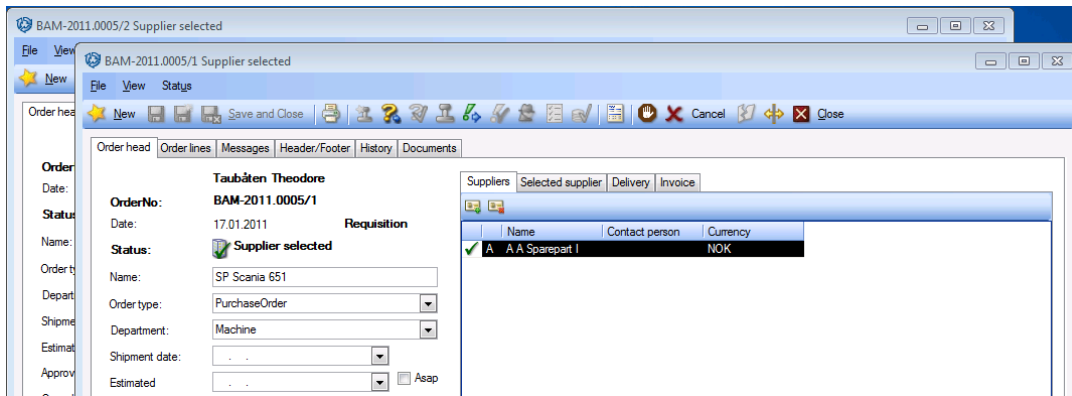 BAM-2011.0005/2 Supplier selected
File View
New
Order hea
Order
Date:
Status
Name:
Order ty
Depart
Shipme
Estimat
Approv
BAM-2011.0005/1 Supplier selected
File View Status
New Save and Close Cancel Close
Order head Order lines Messages Header/Footer History Documents
Taubåten Theodore
OrderNo: BAM-2011.0005/1
Date: 17.01.2011 Requisition
Status: Supplier selected
Name: SP Scania 651
Order type: PurchaseOrder
Department: Machine
Shipment date: . .
Estimated . . Asap
Suppliers Selected supplier Delivery Invoice
Name Contact person Currency
A A A Sparepart I NOK